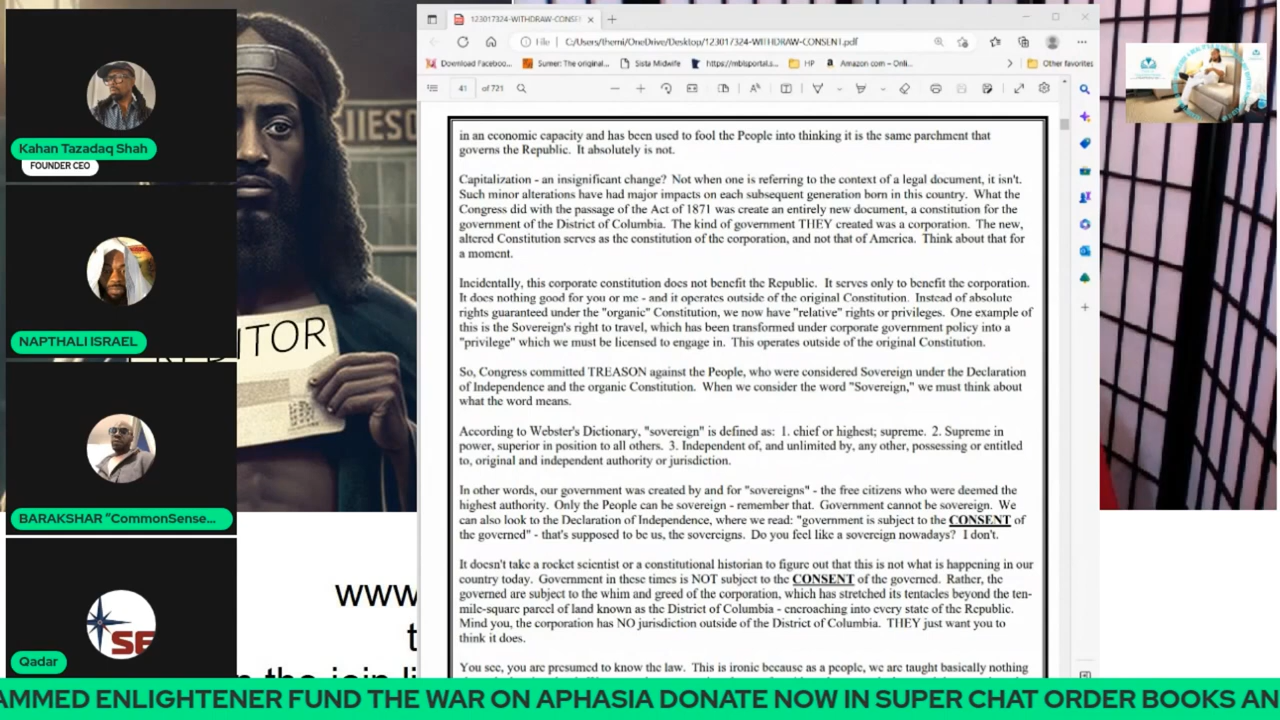 Kahan Tazadaq Shah
FOUNDER CEO
NAPTHALI ISRAEL
BARAKSHAR "CommonSense...
Qadar
SE
ITOR
www
123017324-WITHDRAW-CONSE
File
C:/Users/themi/OneDrive/Desktop/123017324-WITHDRAW-CONSENT.pdf
Download Faceboo...
Sumer: The original...
Sista Midwife
https://mblsportal.s...
HP
Amazon.com – Onli...
Other favorites
41 of 721
in an economic capacity and has been used to fool the People into thinking it is the same parchment that
governs the Republic. It absolutely is not.
Capitalization - an insignificant change? Not when one is referring to the context of a legal document, it isn't.
Such minor alterations have had major impacts on each subsequent generation born in this country. What the
Congress did with the passage of the Act of 1871 was create an entirely new document, a constitution for the
government of the District of Columbia. The kind of government THEY created was a corporation. The new,
altered Constitution serves as the constitution of the corporation, and not that of America. Think about that for
a moment.
Incidentally, this corporate constitution does not benefit the Republic. It serves only to benefit the corporation.
It does nothing good for you or me - and it operates outside of the original Constitution. Instead of absolute
rights guaranteed under the "organic" Constitution, we now have "relative" rights or privileges. One example of
this is the Sovereign's right to travel, which has been transformed under corporate government policy into a
"privilege" which we must be licensed to engage in. This operates outside of the original Constitution.
So, Congress committed TREASON against the People, who were considered Sovereign under the Declaration
of Independence and the organic Constitution. When we consider the word "Sovereign," we must think about
what the word means.
According to Webster's Dictionary, "sovereign" is defined as: 1. chief or highest; supreme. 2. Supreme in
power, superior in position to all others. 3. Independent of, and unlimited by, any other, possessing or entitled
to, original and independent authority or jurisdiction.
In other words, our government was created by and for "sovereigns" - the free citizens who were deemed the
highest authority. Only the People can be sovereign - remember that. Government cannot be sovereign. We
can also look to the Declaration of Independence, where we read: "government is subject to the CONSENT of
the governed" - that's supposed to be us, the sovereigns. Do you feel like a sovereign nowadays? I don't.
It doesn't take a rocket scientist or a constitutional historian to figure out that this is not what is happening in our
country today. Government in these times is NOT subject to the CONSENT of the governed. Rather, the
governed are subject to the whim and greed of the corporation, which has stretched its tentacles beyond the ten-
mile-square parcel of land known as the District of Columbia - encroaching into every state of the Republic.
Mind you, the corporation has NO jurisdiction outside of the District of Columbia. THEY just want you to
think it does.
You see, you are presumed to know the law. This is ironic because as a people, we are taught basically nothing
AMMED ENLIGHTENER FUND THE WAR ON APHASIA DONATE NOW IN SUPER CHAT ORDER BOOKS AN